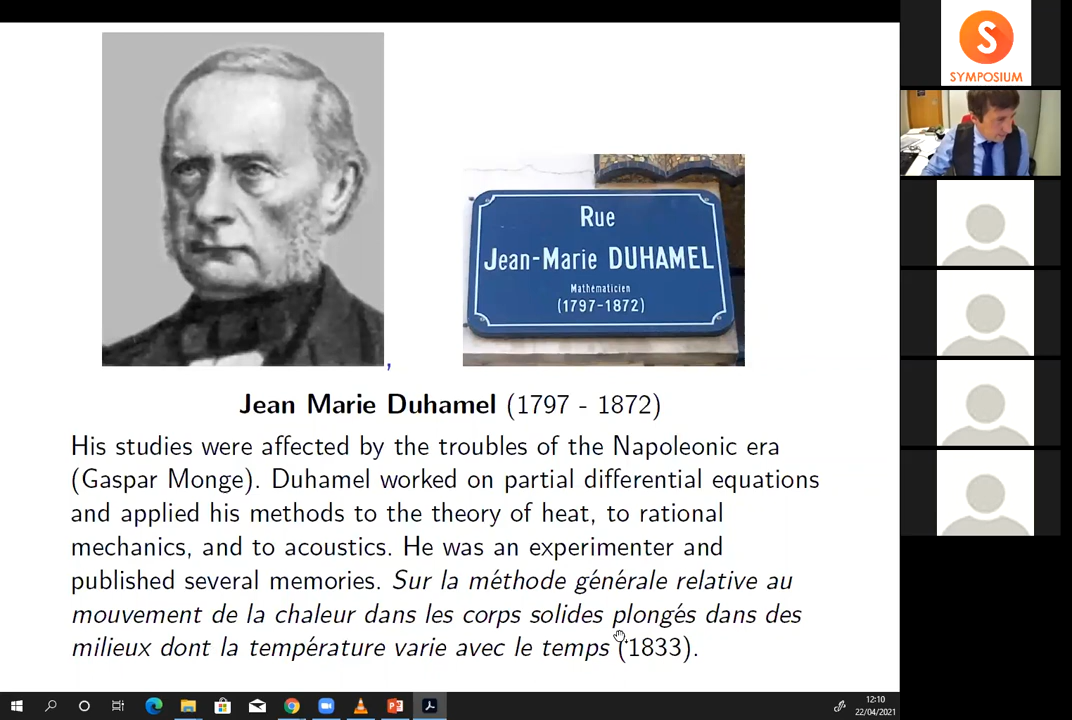 S
SYMPOSIUM
Rue
Jean-Marie DUHAMEL
Mathématicien
(1797-1872)
,
Jean Marie Duhamel (1797 - 1872)
His studies were affected by the troubles of the Napoleonic era
(Gaspar Monge). Duhamel worked on partial differential equations
and applied his methods to the theory of heat, to rational
mechanics, and to acoustics. He was an experimenter and
published several memories. Sur la méthode générale relative au
mouvement de la chaleur dans les corps solides plongés dans des
milieux dont la température varie avec le temps (1833).
12:10
22/04/2021